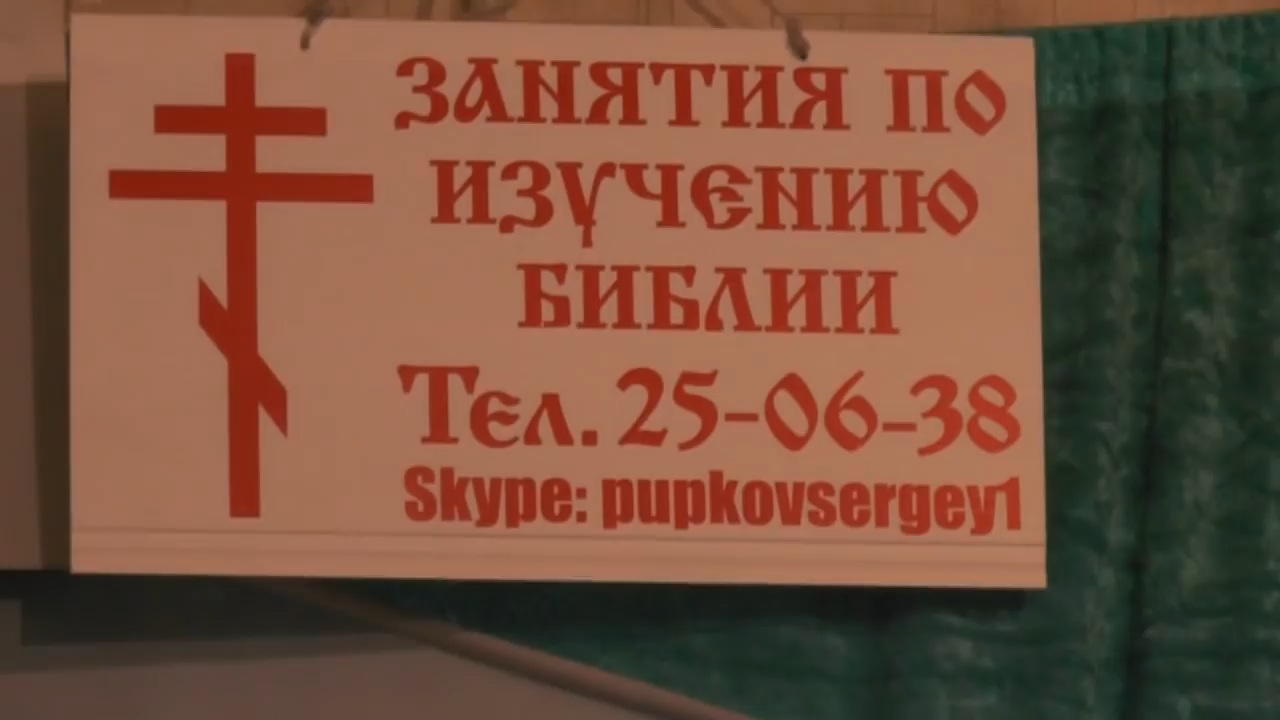 ЗАНЯТИЯ ПО
ИЗУЧЕНИЮ
БИБЛИИ
Тел. 25-06-38
Skype: pupkovsergey1